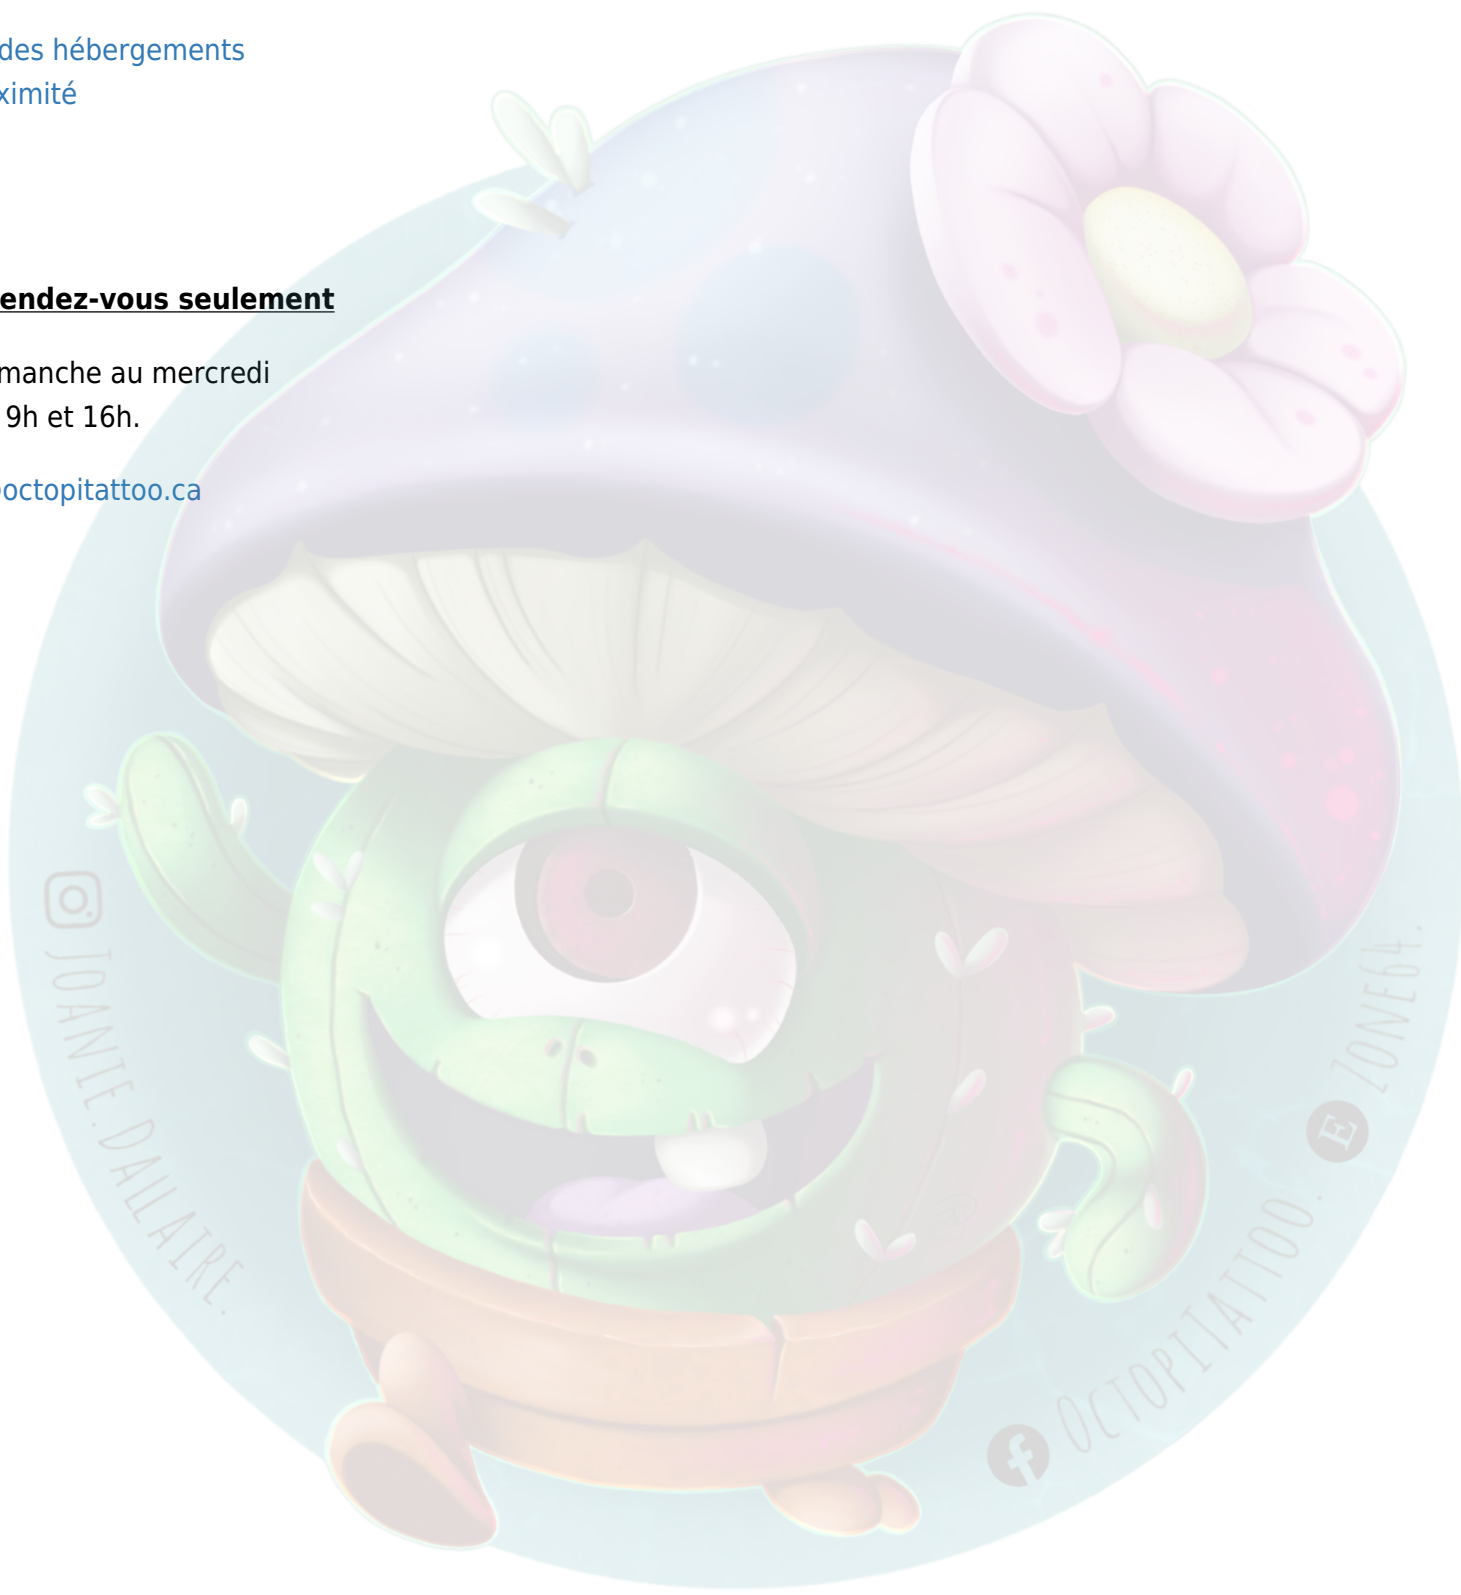 des hébergements
ximité
endez-vous seulement
manche au mercredi
9h et 16h.
octopitattoo.ca
JOANIE.DALLAIRE.
OCTOPITATTOO.
E ZONE64.